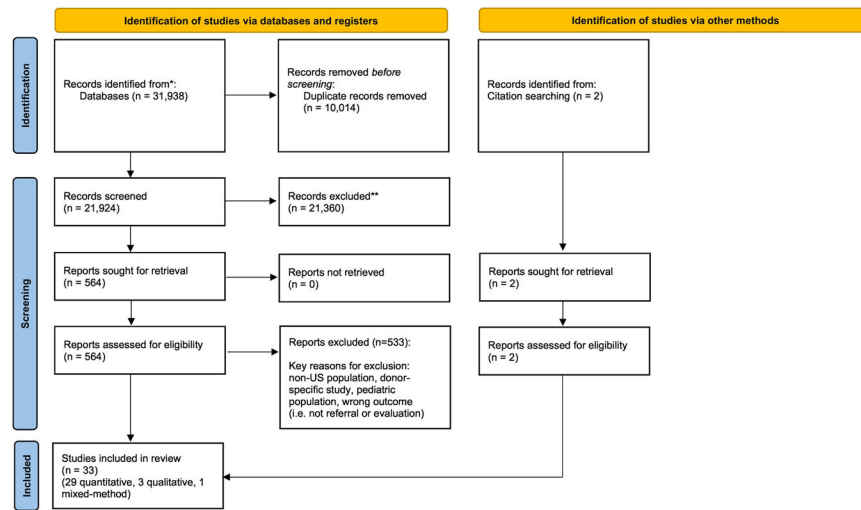 Identification of studies via databases and registers
Identification of studies via other methods
Identification
Records identified from*:
Databases (n = 31,938)
Records removed before
screening:
Duplicate records removed
(n = 10,014)
Records identified from:
Citation searching (n = 2)
Screening
Records screened
(n = 21,924)
Records excluded**
(n = 21,360)
Reports sought for retrieval
(n = 564)
Reports not retrieved
(n = 0)
Reports sought for retrieval
(n = 2)
Reports assessed for eligibility
(n = 564)
Reports excluded (n=533):
Key reasons for exclusion:
non-US population, donor-
specific study, pediatric
population, wrong outcome
(i.e. not referral or evaluation)
Reports assessed for eligibility
(n = 2)
Included
Studies included in review
(n = 33)
(29 quantitative, 3 qualitative, 1
mixed-method)